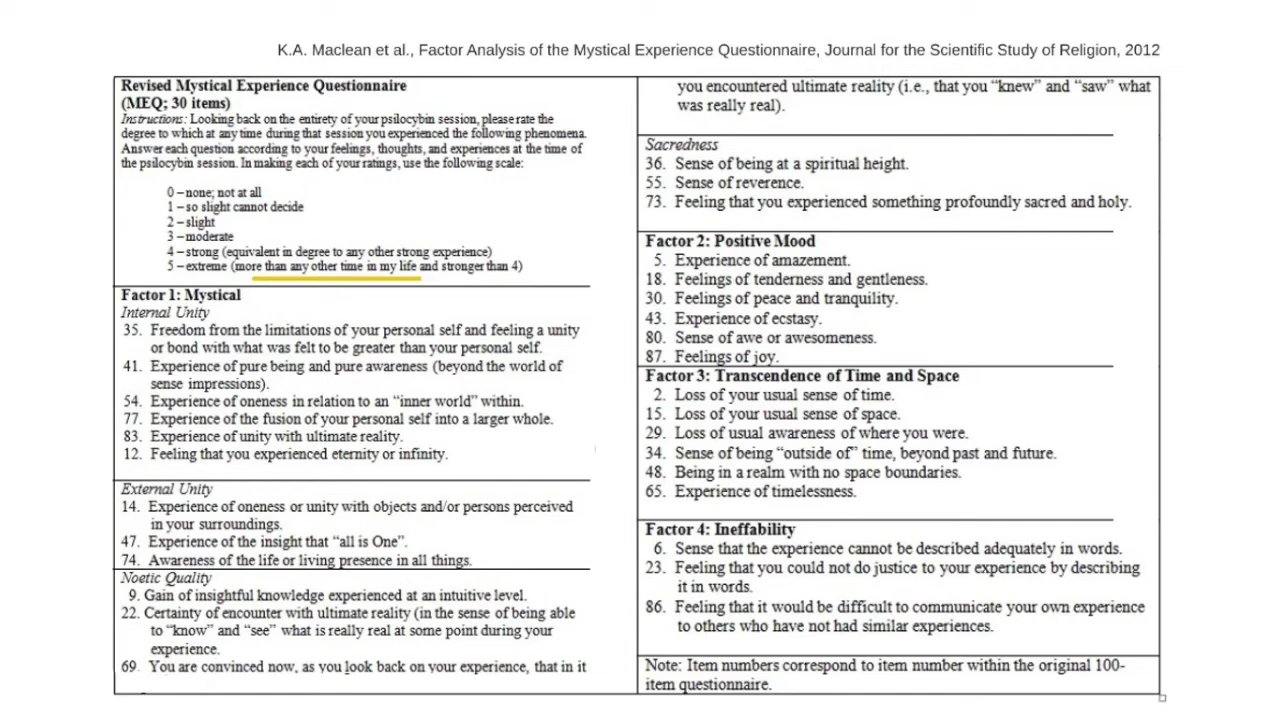 K.A. Maclean et al., Factor Analysis of the Mystical Experience Questionnaire, Journal for the Scientific Study of Religion, 2012
Revised Mystical Experience Questionnaire
(MEQ; 30 items)
Instructions: Looking back on the entirety of your psilocybin session, please rate the
degree to which at any time during that session you experienced the following phenomena.
Answer each question according to your feelings, thoughts, and experiences at the time of
the psilocybin session. In making each of your ratings, use the following scale:
0 – none; not at all
1 – so slight cannot decide
2 – slight
3 – moderate
4 – strong (equivalent in degree to any other strong experience)
5 – extreme (more than any other time in my life and stronger than 4)
Factor 1: Mystical
Internal Unity
35. Freedom from the limitations of your personal self and feeling a unity
or bond with what was felt to be greater than your personal self.
41. Experience of pure being and pure awareness (beyond the world of
sense impressions).
54. Experience of oneness in relation to an “inner world” within.
77. Experience of the fusion of your personal self into a larger whole.
83. Experience of unity with ultimate reality.
12. Feeling that you experienced eternity or infinity.
External Unity
14. Experience of oneness or unity with objects and/or persons perceived
in your surroundings.
47. Experience of the insight that “all is One”.
74. Awareness of the life or living presence in all things.
Noetic Quality
9. Gain of insightful knowledge experienced at an intuitive level.
22. Certainty of encounter with ultimate reality (in the sense of being able
to “know” and “see” what is really real at some point during your
experience.
69. You are convinced now, as you look back on your experience, that in it
you encountered ultimate reality (i.e., that you “knew” and “saw” what
was really real).
Sacredness
36. Sense of being at a spiritual height.
55. Sense of reverence.
73. Feeling that you experienced something profoundly sacred and holy.
Factor 2: Positive Mood
5. Experience of amazement.
18. Feelings of tenderness and gentleness.
30. Feelings of peace and tranquility.
43. Experience of ecstasy.
80. Sense of awe or awesomeness.
87. Feelings of joy.
Factor 3: Transcendence of Time and Space
2. Loss of your usual sense of time.
15. Loss of your usual sense of space.
29. Loss of usual awareness of where you were.
34. Sense of being “outside of” time, beyond past and future.
48. Being in a realm with no space boundaries.
65. Experience of timelessness.
Factor 4: Ineffability
6. Sense that the experience cannot be described adequately in words.
23. Feeling that you could not do justice to your experience by describing
it in words.
86. Feeling that it would be difficult to communicate your own experience
to others who have not had similar experiences.
Note: Item numbers correspond to item number within the original 100-
item questionnaire.